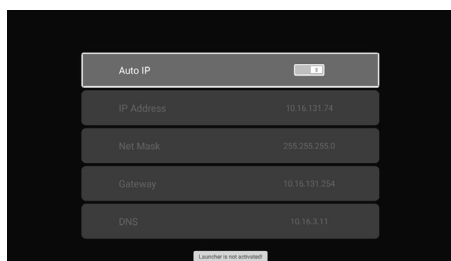 Auto IP
IP Address 10.16.131.74
Net Mask 255.255.255.0
Gateway 10.16.131.254
DNS 10.16.3.11
Launcher is not activated!